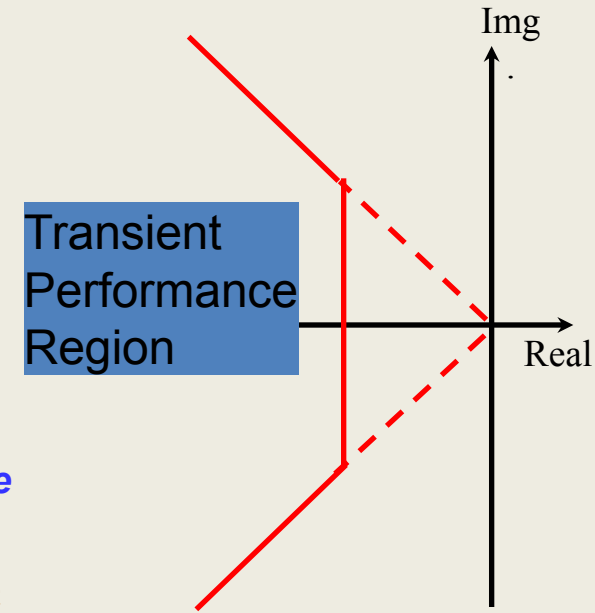 Img
Transient
Performance
Region
Real
e